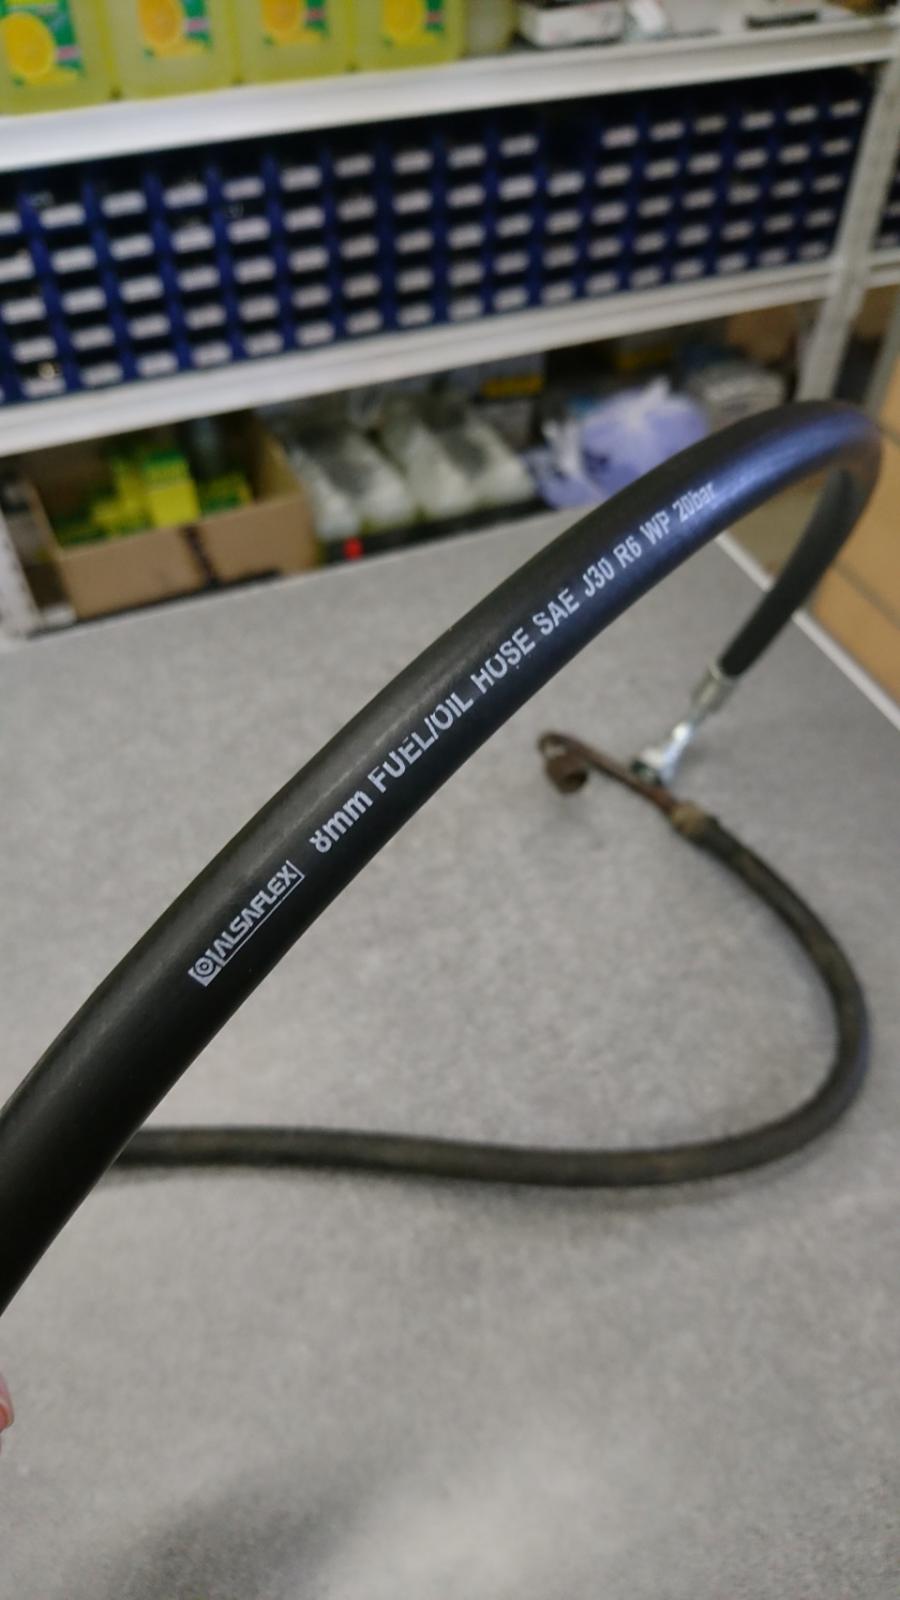 ALSAFLEX 8mm FUEL/OIL HOSE SAE J30 R6 WP 20bar